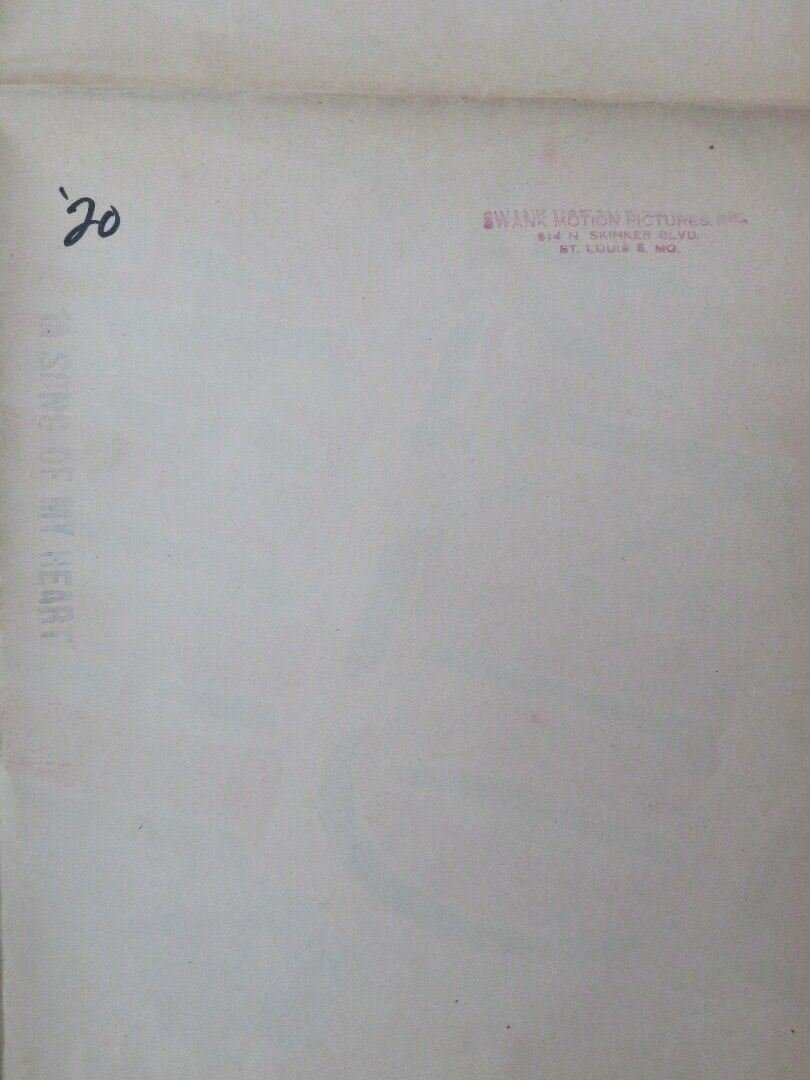 '20
SWANK MOTION PICTURES, INC.
614 N. SKINKER BLVD.
ST. LOUIS 5, MO.
SONG OF MY HEART